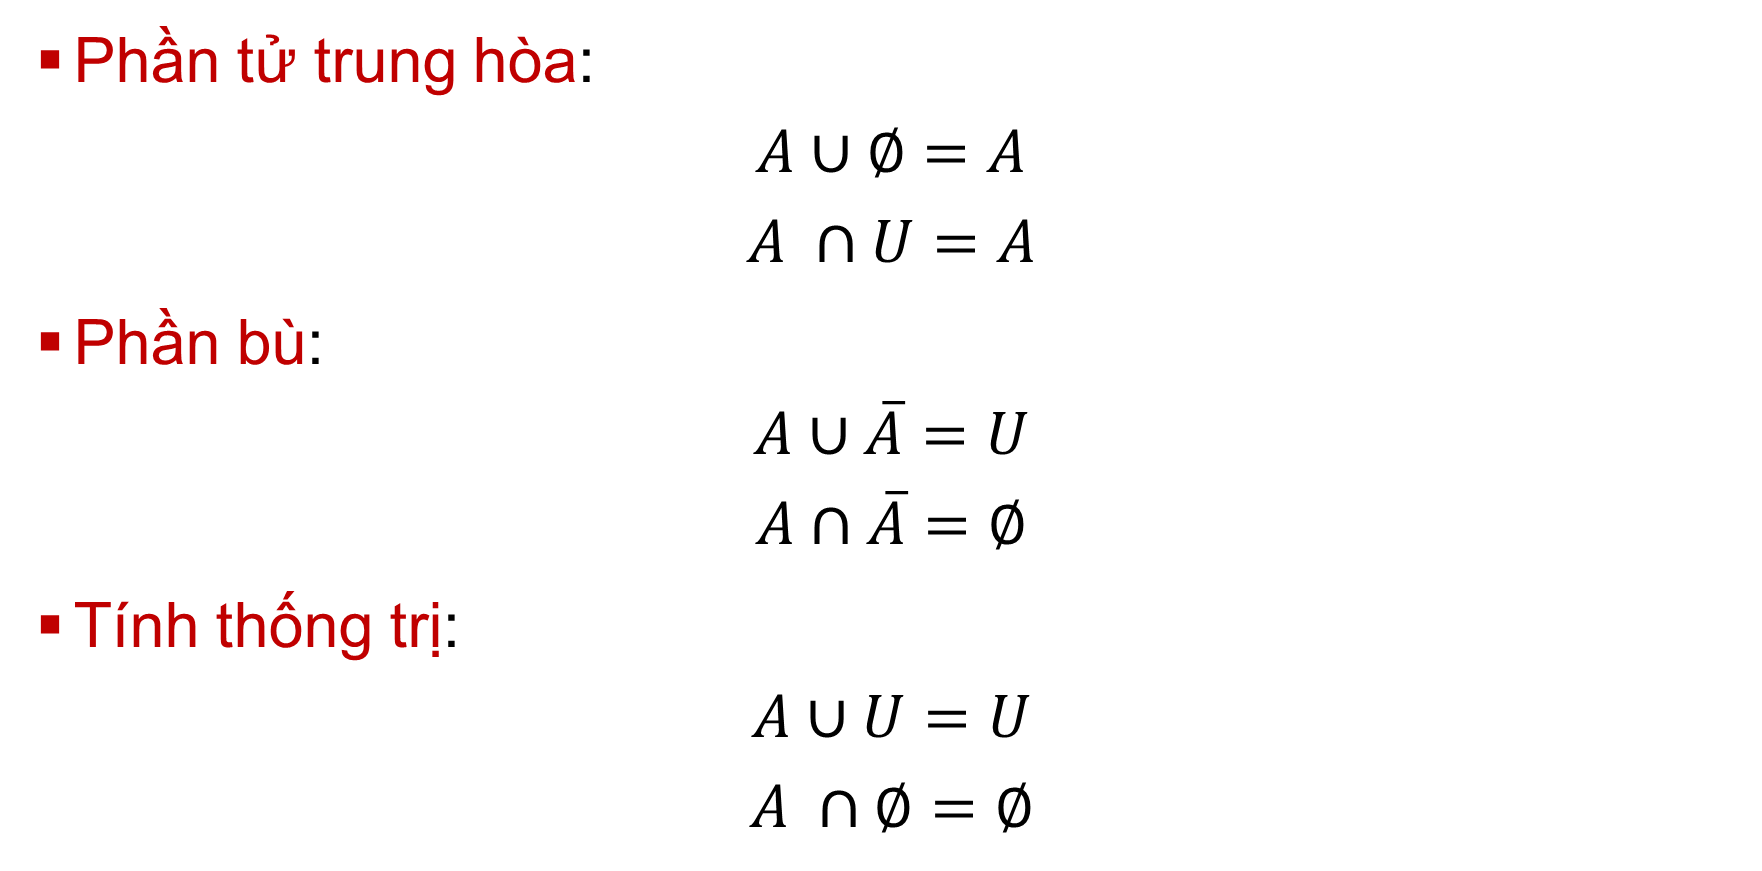 ▪ Phần tử trung hòa:
A ∪ ∅ = A
A ∩ U = A
▪ Phần bù:
A ∪ Ā = U
A ∩ Ā = ∅
▪ Tính thống trị:
A ∪ U = U
A ∩ ∅ = ∅